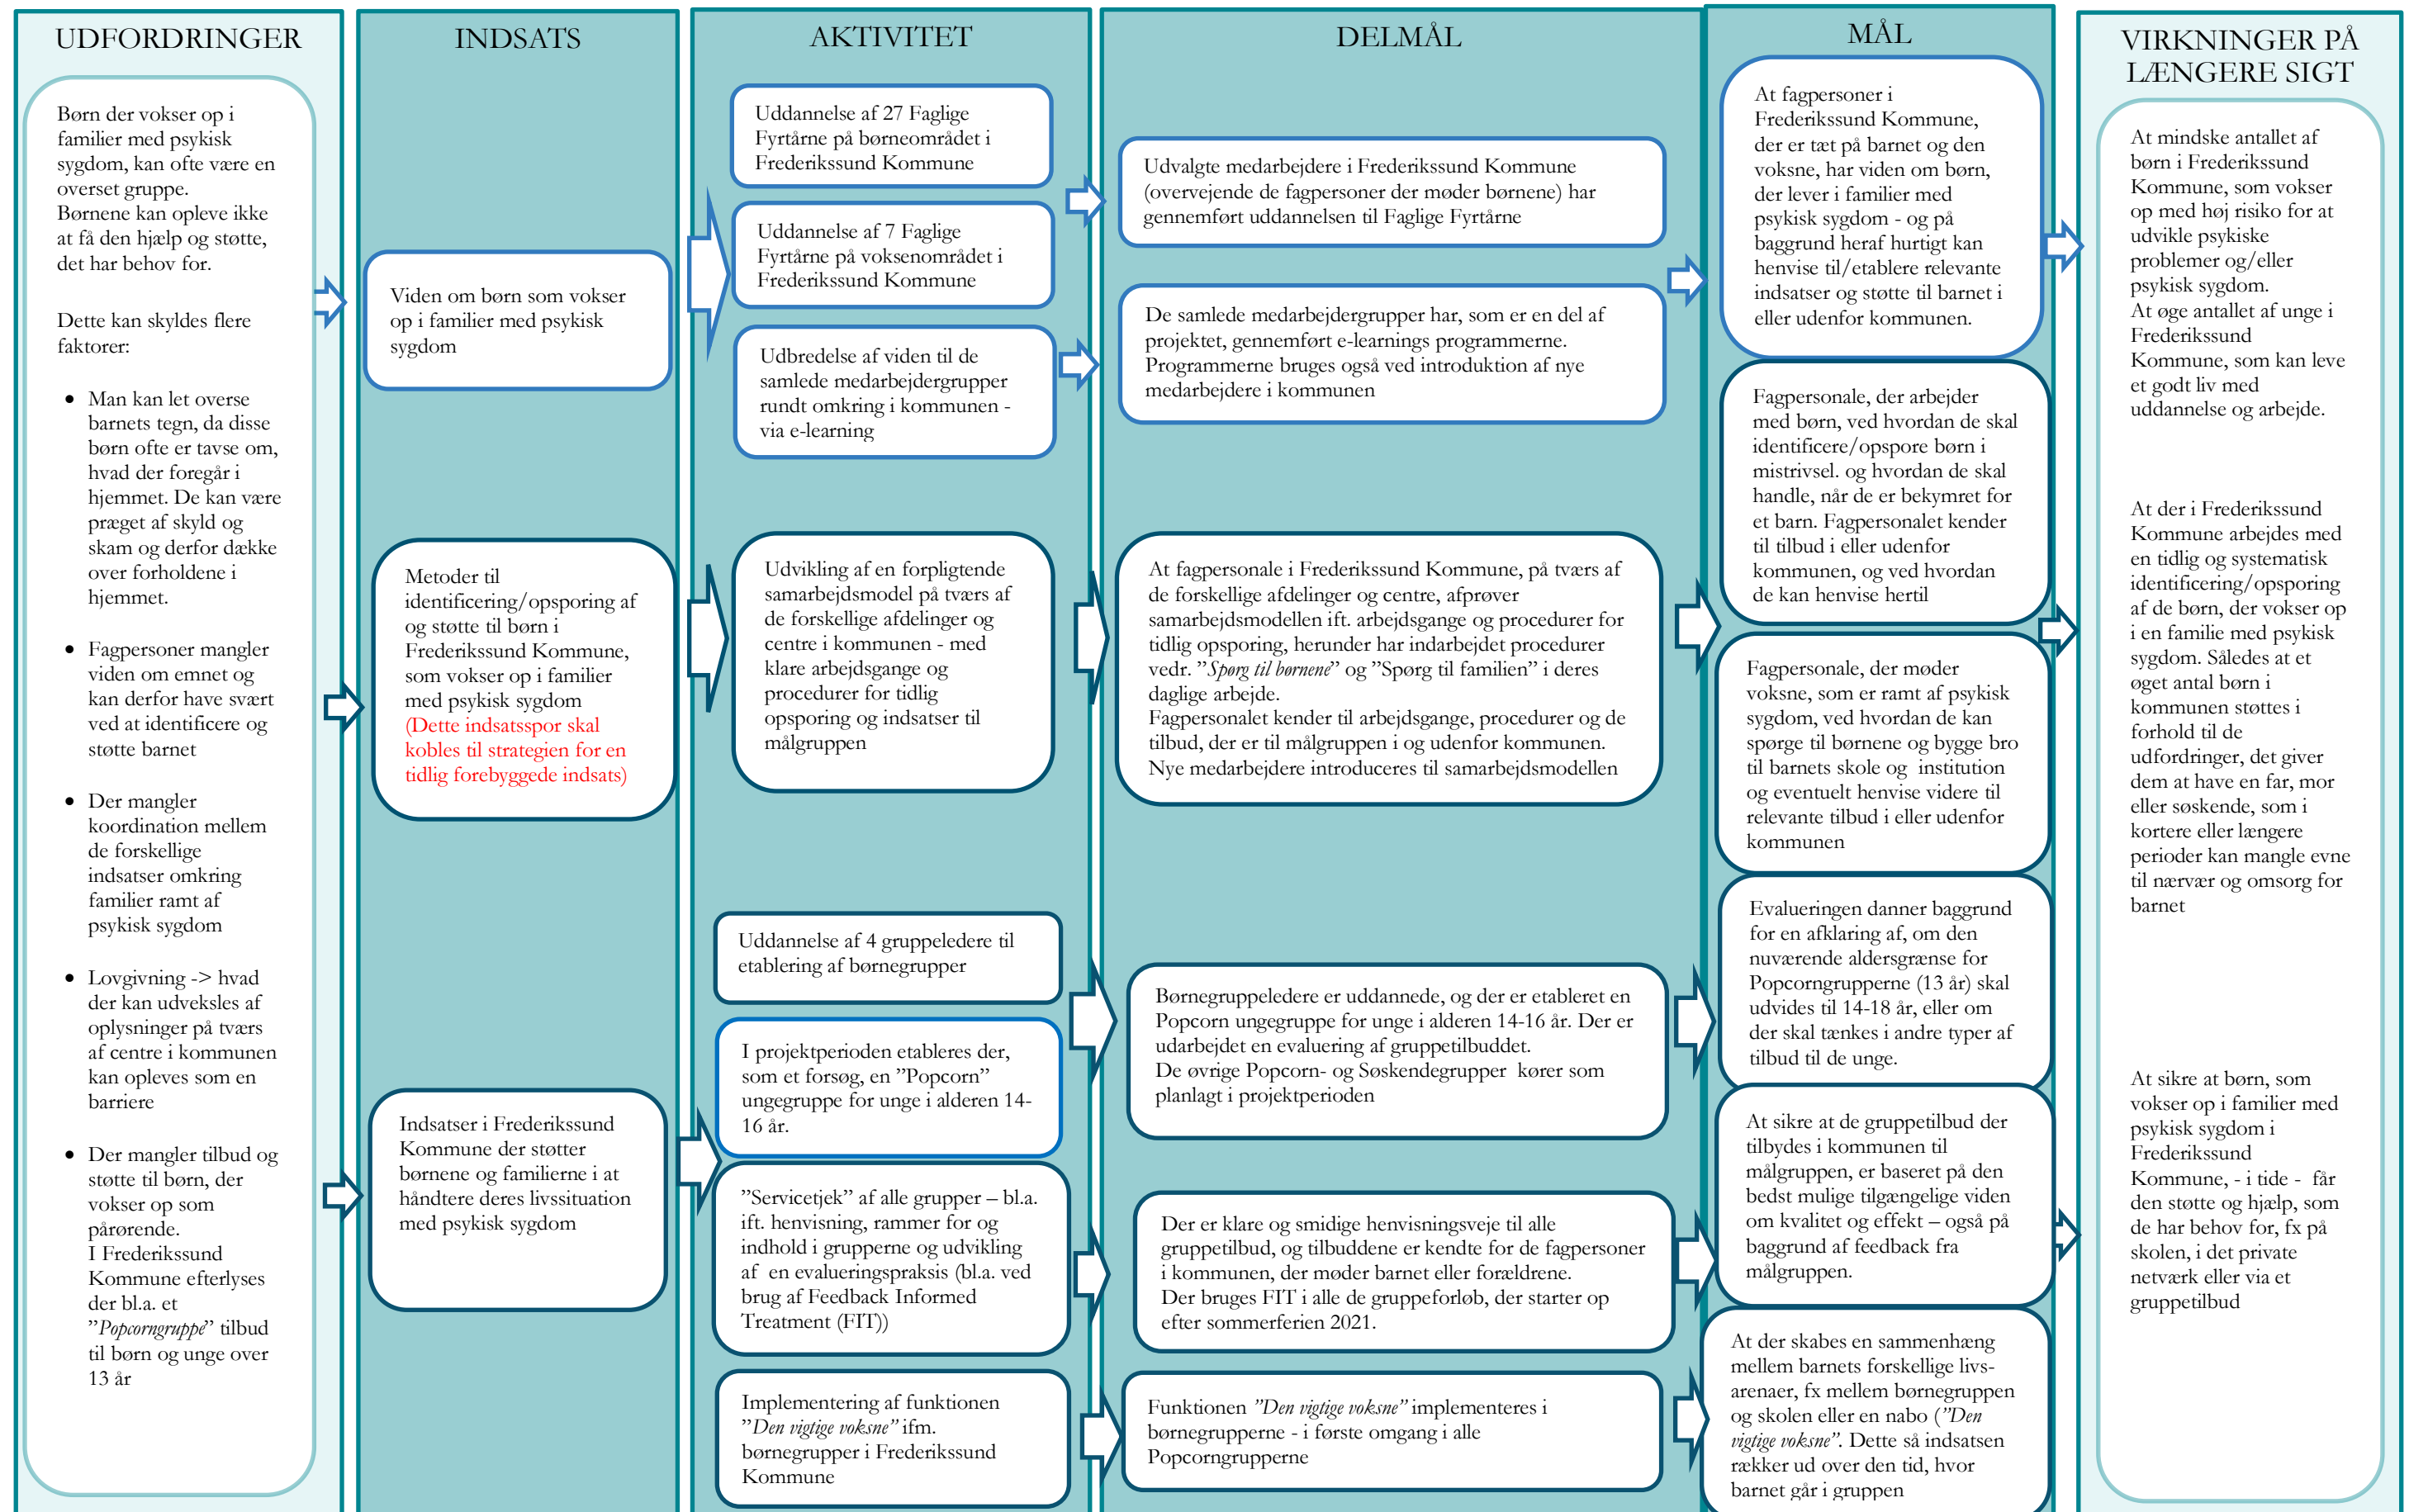 UDFORDRINGER
Børn der vokser op i
familier med psykisk
sygdom, kan ofte være en
overset gruppe.
Børnene kan opleve ikke
at få den hjælp og støtte,
det har behov for.
Dette kan skyldes flere
faktorer:
• Man kan let overse
barnets tegn, da disse
børn ofte er tavse om,
hvad der foregår i
hjemmet. De kan være
præget af skyld og
skam og derfor dække
over forholdene i
hjemmet.
• Fagpersoner mangler
viden om emnet og
kan derfor have svært
ved at identificere og
støtte barnet
• Der mangler
koordination mellem
de forskellige
indsatser omkring
familier ramt af
psykisk sygdom
• Lovgivning -> hvad
der kan udveksles af
oplysninger på tværs
af centre i kommunen
kan opleves som en
barriere
• Der mangler tilbud og
støtte til børn, der
vokser op som
pårørende.
I Frederikssund
Kommune efterlyses
der bl.a. et
”Popcorngruppe” tilbud
til børn og unge over
13 år
INDSATS
Viden om børn som vokser
op i familier med psykisk
sygdom
Metoder til
identificering/opsporing af
og støtte til børn i
Frederikssund Kommune,
som vokser op i familier
med psykisk sygdom
(Dette indsatsspor skal
kobles til strategien for en
tidlig forebyggede indsats)
Indsatser i Frederikssund
Kommune der støtter
børnene og familierne i at
håndtere deres livssituation
med psykisk sygdom
AKTIVITET
Uddannelse af 27 Faglige
Fyrtårne på børneområdet i
Frederikssund Kommune
Uddannelse af 7 Faglige
Fyrtårne på voksenområdet i
Frederikssund Kommune
Udbredelse af viden til de
samlede medarbejdergrupper
rundt omkring i kommunen -
via e-learning
Udvikling af en forpligtende
samarbejdsmodel på tværs af
de forskellige afdelinger og
centre i kommunen - med
klare arbejdsgange og
procedurer for tidlig
opsporing og indsatser til
målgruppen
Uddannelse af 4 gruppeledere til
etablering af børnegrupper
I projektperioden etableres der,
som et forsøg, en ”Popcorn”
ungegruppe for unge i alderen 14-
16 år.
”Servicetjek” af alle grupper – bl.a.
ift. henvisning, rammer for og
indhold i grupperne og udvikling
af en evalueringspraksis (bl.a. ved
brug af Feedback Informed
Treatment (FIT))
Implementering af funktionen
”Den vigtige voksne” ifm.
børnegrupper i Frederikssund
Kommune
DELMÅL
Udvalgte medarbejdere i Frederikssund Kommune
(overvejende de fagpersoner der møder børnene) har
gennemført uddannelsen til Faglige Fyrtårne
De samlede medarbejdergrupper har, som er en del af
projektet, gennemført e-learnings programmerne.
Programmerne bruges også ved introduktion af nye
medarbejdere i kommunen
At fagpersonale i Frederikssund Kommune, på tværs af
de forskellige afdelinger og centre, afprøver
samarbejdsmodellen ift. arbejdsgange og procedurer for
tidlig opsporing, herunder har indarbejdet procedurer
vedr. ”Spørg til børnene” og ”Spørg til familien” i deres
daglige arbejde.
Fagpersonalet kender til arbejdsgange, procedurer og de
tilbud, der er til målgruppen i og udenfor kommunen.
Nye medarbejdere introduceres til samarbejdsmodellen
Børnegruppeledere er uddannede, og der er etableret en
Popcorn ungegruppe for unge i alderen 14-16 år. Der er
udarbejdet en evaluering af gruppetilbuddet.
De øvrige Popcorn- og Søskendegrupper kører som
planlagt i projektperioden
Der er klare og smidige henvisningsveje til alle
gruppetilbud, og tilbuddene er kendte for de fagpersoner
i kommunen, der møder barnet eller forældrene.
Der bruges FIT i alle de gruppeforløb, der starter op
efter sommerferien 2021.
Funktionen ”Den vigtige voksne” implementeres i
børnegrupperne - i første omgang i alle
Popcorngrupperne
MÅL
At fagpersoner i
Frederikssund Kommune,
der er tæt på barnet og den
voksne, har viden om børn,
der lever i familier med
psykisk sygdom - og på
baggrund heraf hurtigt kan
henvise til/etablere relevante
indsatser og støtte til barnet i
eller udenfor kommunen.
Fagpersonale, der arbejder
med børn, ved hvordan de skal
identificere/opspore børn i
mistrivsel. og hvordan de skal
handle, når de er bekymret for
et barn. Fagpersonalet kender
til tilbud i eller udenfor
kommunen, og ved hvordan
de kan henvise hertil
Fagpersonale, der møder
voksne, som er ramt af psykisk
sygdom, ved hvordan de kan
spørge til børnene og bygge bro
til barnets skole og institution
og eventuelt henvise videre til
relevante tilbud i eller udenfor
kommunen
Evalueringen danner baggrund
for en afklaring af, om den
nuværende aldersgrænse for
Popcorngrupperne (13 år) skal
udvides til 14-18 år, eller om
der skal tænkes i andre typer af
tilbud til de unge.
At sikre at de gruppetilbud der
tilbydes i kommunen til
målgruppen, er baseret på den
bedst mulige tilgængelige viden
om kvalitet og effekt – også på
baggrund af feedback fra
målgruppen.
At der skabes en sammenhæng
mellem barnets forskellige livs-
arenaer, fx mellem børnegruppen
og skolen eller en nabo (”Den
vigtige voksne”. Dette så indsatsen
rækker ud over den tid, hvor
barnet går i gruppen
VIRKNINGER PÅ
LÆNGERE SIGT
At mindske antallet af
børn i Frederikssund
Kommune, som vokser
op med høj risiko for at
udvikle psykiske
problemer og/eller
psykisk sygdom.
At øge antallet af unge i
Frederikssund
Kommune, som kan leve
et godt liv med
uddannelse og arbejde.
At der i Frederikssund
Kommune arbejdes med
en tidlig og systematisk
identificering/opsporing
af de børn, der vokser op
i en familie med psykisk
sygdom. Således at et
øget antal børn i
kommunen støttes i
forhold til de
udfordringer, det giver
dem at have en far, mor
eller søskende, som i
kortere eller længere
perioder kan mangle evne
til nærvær og omsorg for
barnet
At sikre at børn, som
vokser op i familier med
psykisk sygdom i
Frederikssund
Kommune, - i tide - får
den støtte og hjælp, som
de har behov for, fx på
skolen, i det private
netværk eller via et
gruppetilbud